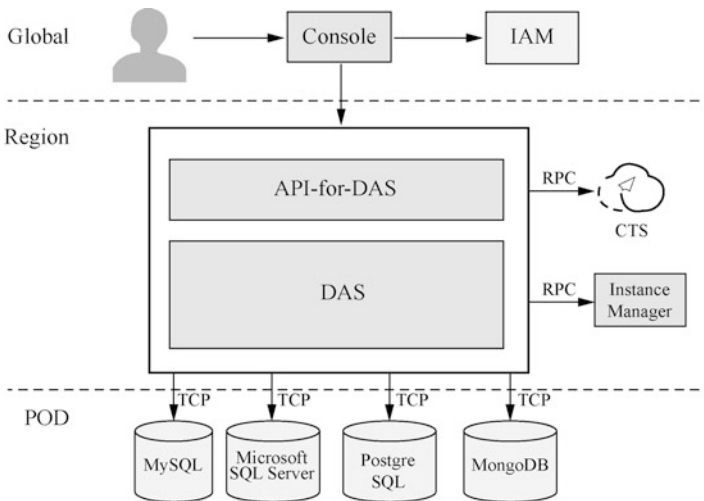 Global
Console
IAM
Region
API-for-DAS
RPC
CTS
DAS
RPC
Instance
Manager
TCP
TCP
TCP
TCP
POD
MySQL
Microsoft
SQL Server
Postgre
SQL
MongoDB